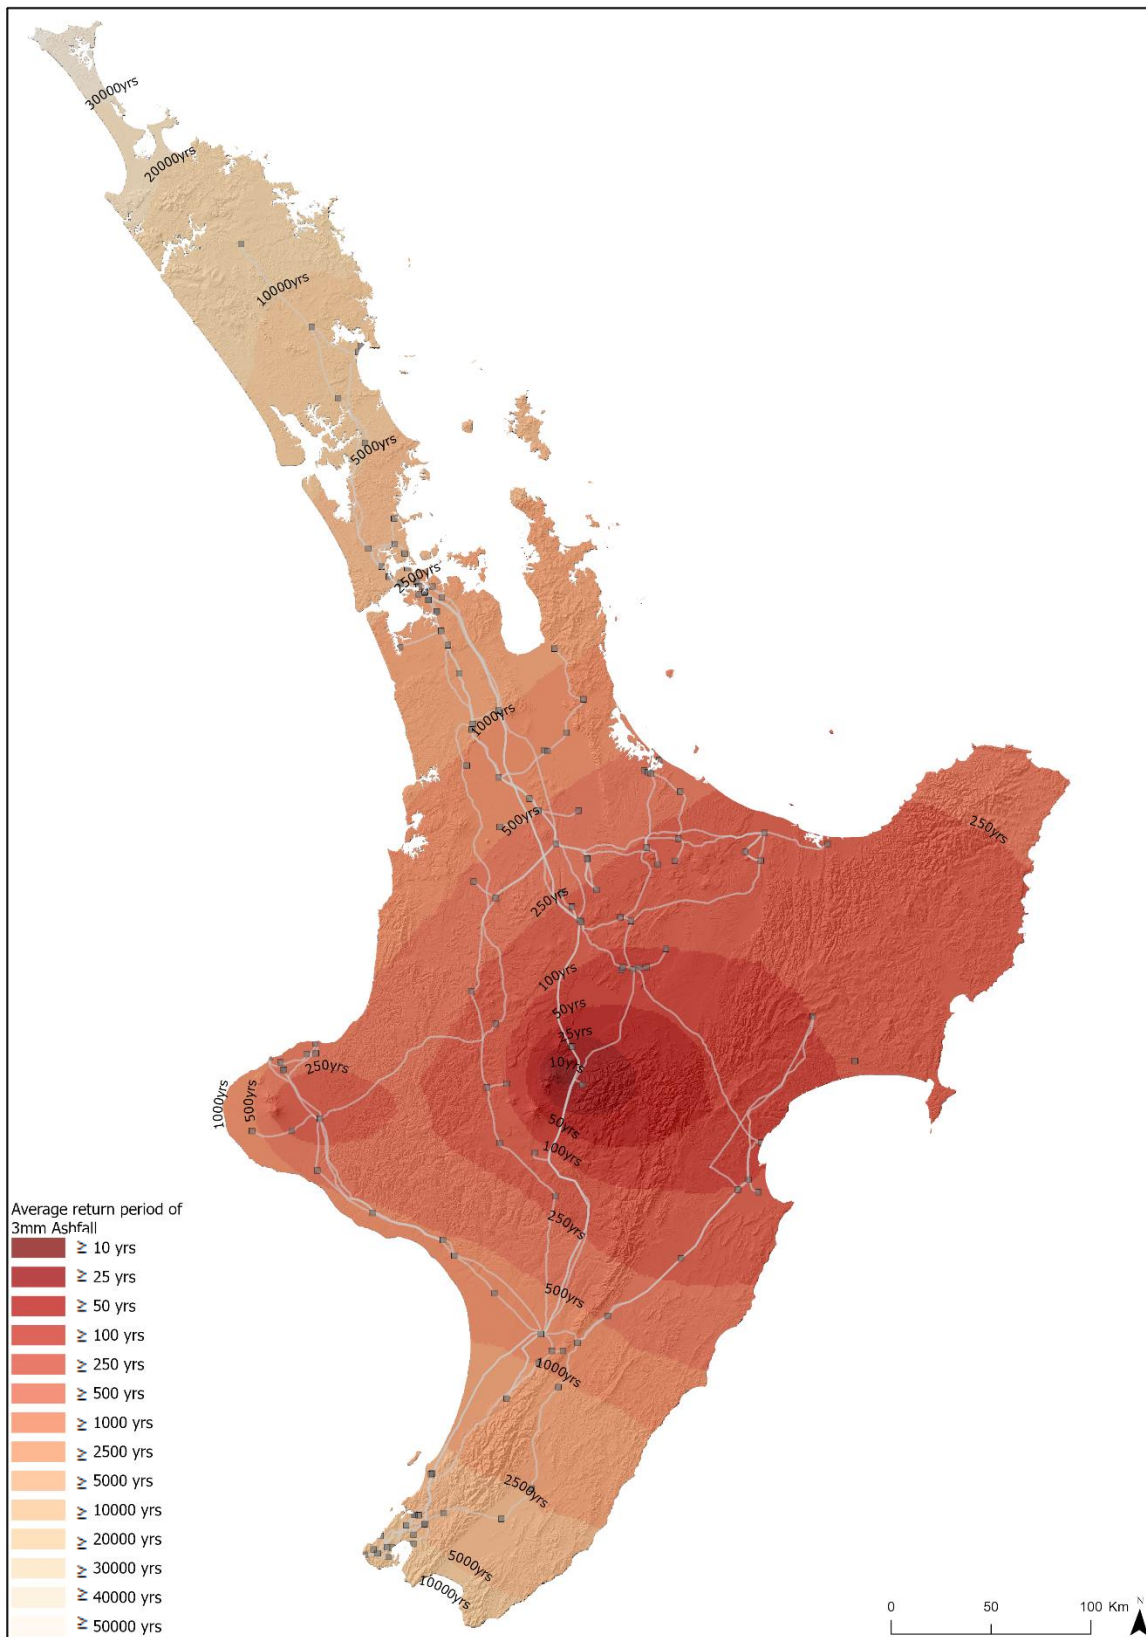 30000yrs
20000yrs
10000yrs
5000yrs
2500yrs
1000yrs
500yrs
250yrs
250yrs
100yrs
50yrs
25yrs
10yrs
250yrs
1000yrs
500yrs
50yrs
100yrs
250yrs
500yrs
1000yrs
2500yrs
5000yrs
10000yrs
Average return period of
3mm Ashfall
≥ 10 yrs
≥ 25 yrs
≥ 50 yrs
≥ 100 yrs
≥ 250 yrs
≥ 500 yrs
≥ 1000 yrs
≥ 2500 yrs
≥ 5000 yrs
≥ 10000 yrs
≥ 20000 yrs
≥ 30000 yrs
≥ 40000 yrs
≥ 50000 yrs
0 50 100 Km
N